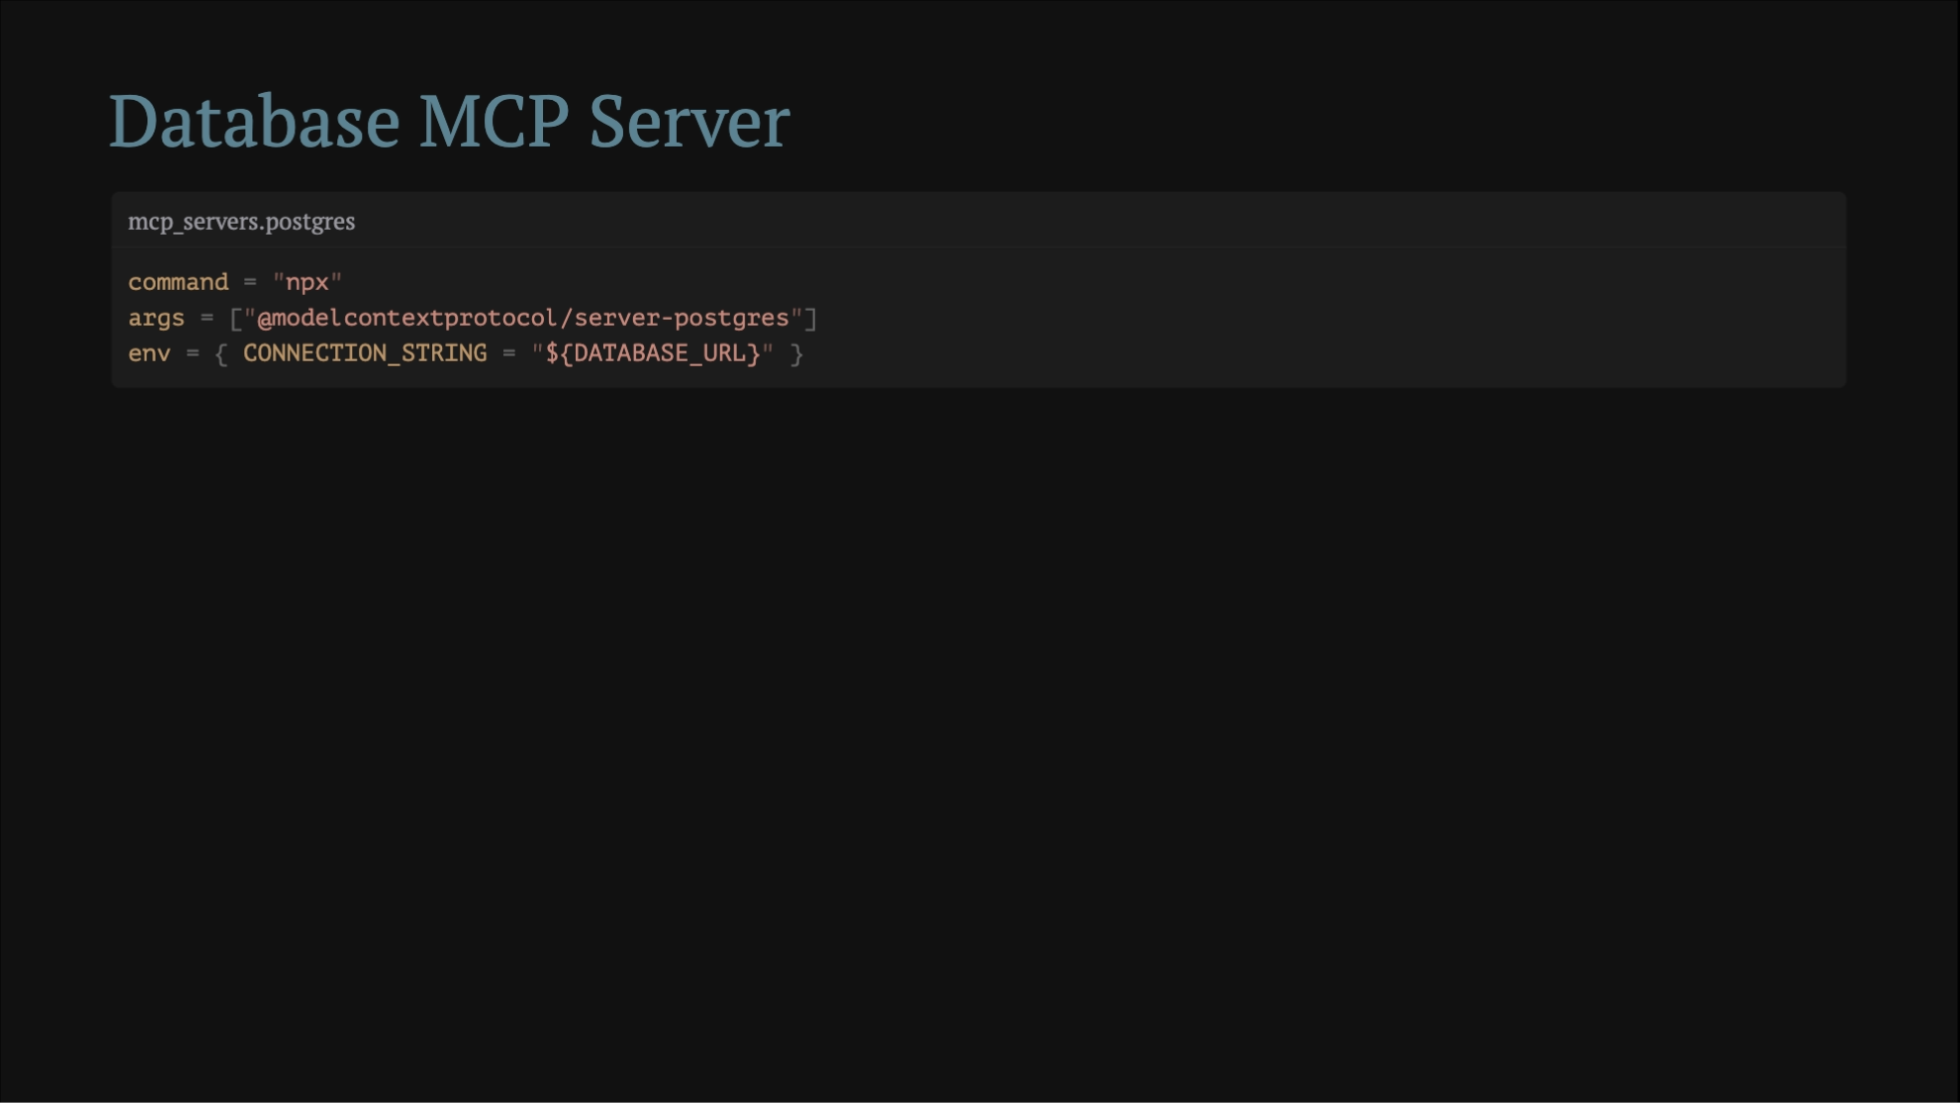 Database MCP Server
mcp_servers.postgres
command = "npx"
args = ["@modelcontextprotocol/server-postgres"]
env = { CONNECTION_STRING = "${DATABASE_URL}" }